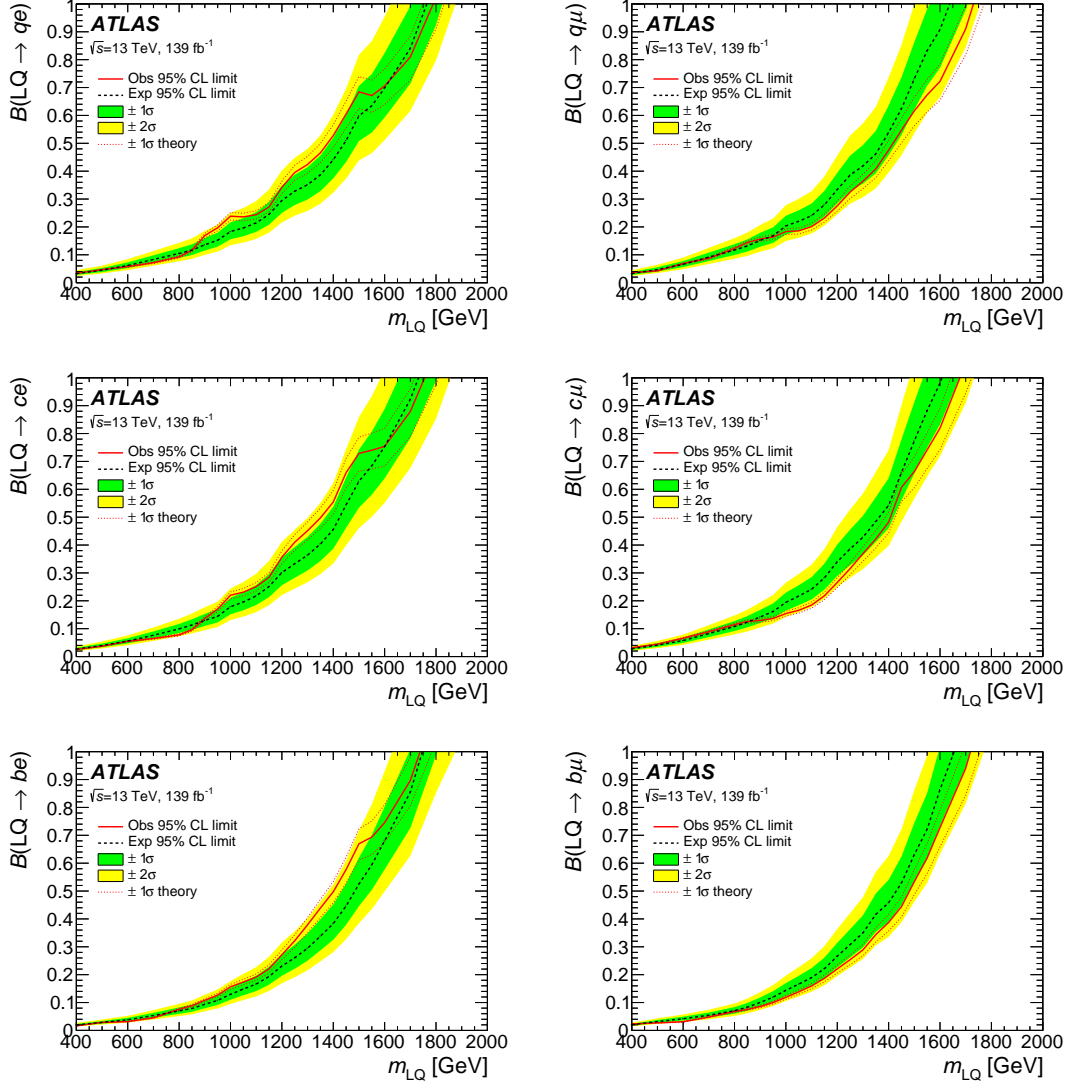 B(LQ → qe)
1
0.9
0.8
0.7
0.6
0.5
0.4
0.3
0.2
0.1
0
ATLAS
√s=13 TeV, 139 fb⁻¹
Obs 95% CL limit
Exp 95% CL limit
± 1σ
± 2σ
± 1σ theory
400 600 800 1000 1200 1400 1600 1800 2000
m_LQ [GeV]
B(LQ → qμ)
1
0.9
0.8
0.7
0.6
0.5
0.4
0.3
0.2
0.1
0
ATLAS
√s=13 TeV, 139 fb⁻¹
Obs 95% CL limit
Exp 95% CL limit
± 1σ
± 2σ
± 1σ theory
400 600 800 1000 1200 1400 1600 1800 2000
m_LQ [GeV]
B(LQ → ce)
1
0.9
0.8
0.7
0.6
0.5
0.4
0.3
0.2
0.1
0
ATLAS
√s=13 TeV, 139 fb⁻¹
Obs 95% CL limit
Exp 95% CL limit
± 1σ
± 2σ
± 1σ theory
400 600 800 1000 1200 1400 1600 1800 2000
m_LQ [GeV]
B(LQ → cμ)
1
0.9
0.8
0.7
0.6
0.5
0.4
0.3
0.2
0.1
0
ATLAS
√s=13 TeV, 139 fb⁻¹
Obs 95% CL limit
Exp 95% CL limit
± 1σ
± 2σ
± 1σ theory
400 600 800 1000 1200 1400 1600 1800 2000
m_LQ [GeV]
B(LQ → be)
1
0.9
0.8
0.7
0.6
0.5
0.4
0.3
0.2
0.1
0
ATLAS
√s=13 TeV, 139 fb⁻¹
Obs 95% CL limit
Exp 95% CL limit
± 1σ
± 2σ
± 1σ theory
400 600 800 1000 1200 1400 1600 1800 2000
m_LQ [GeV]
B(LQ → bμ)
1
0.9
0.8
0.7
0.6
0.5
0.4
0.3
0.2
0.1
0
ATLAS
√s=13 TeV, 139 fb⁻¹
Obs 95% CL limit
Exp 95% CL limit
± 1σ
± 2σ
± 1σ theory
400 600 800 1000 1200 1400 1600 1800 2000
m_LQ [GeV]